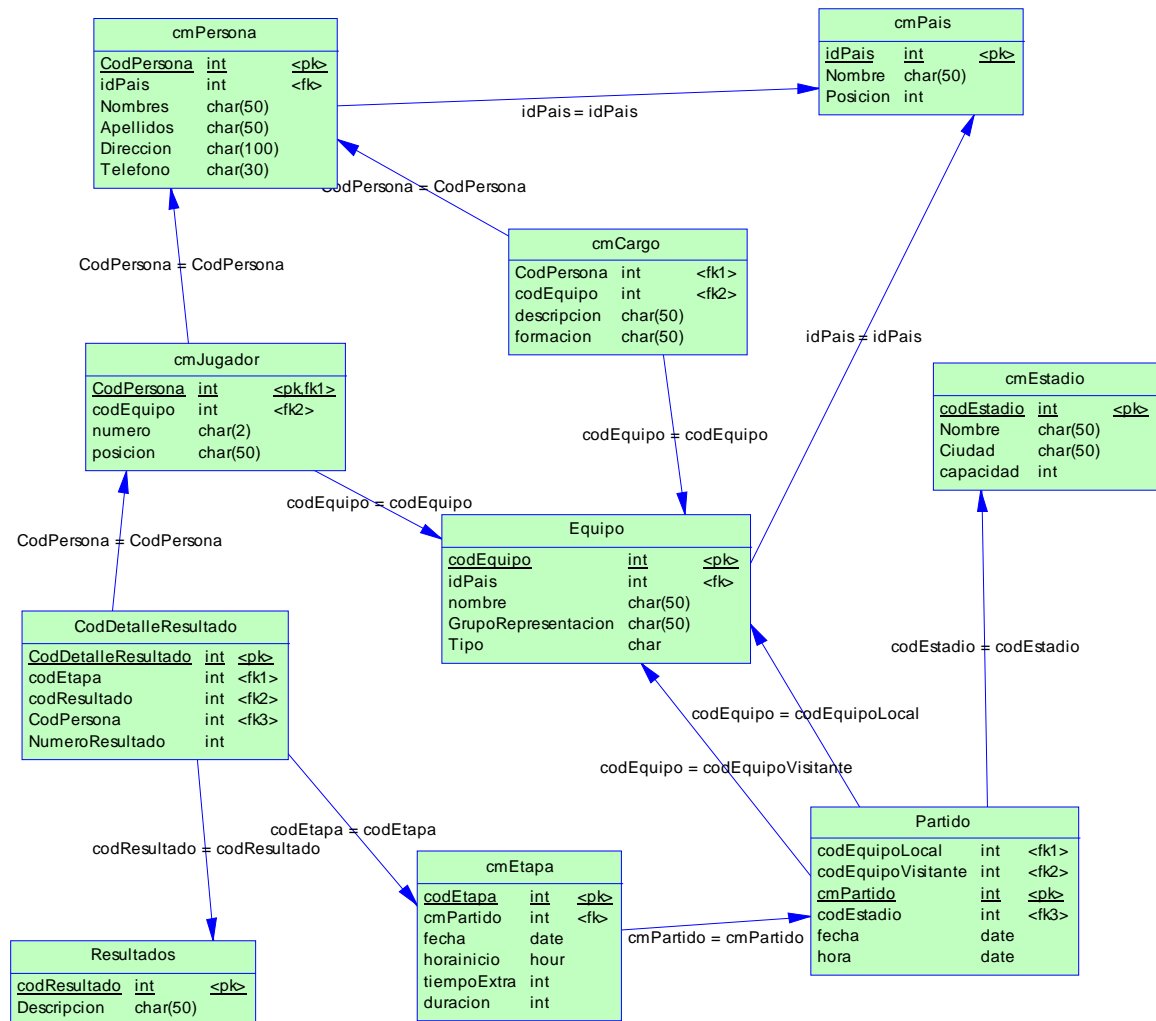 cmPersona
CodPersona int <pk>
idPais int <fk>
Nombres char(50)
Apellidos char(50)
Direccion char(100)
Telefono char(30)
cmPais
idPais int <pk>
Nombre char(50)
Posicion int
idPais = idPais
CodPersona = CodPersona
cmCargo
CodPersona int <fk1>
codEquipo int <fk2>
descripcion char(50)
formacion char(50)
CodPersona = CodPersona
idPais = idPais
cmJugador
CodPersona int <pk,fk1>
codEquipo int <fk2>
numero char(2)
posicion char(50)
cmEstadio
codEstadio int <pk>
Nombre char(50)
Ciudad char(50)
capacidad int
codEquipo = codEquipo
codEquipo = codEquipo
CodPersona = CodPersona
Equipo
codEquipo int <pk>
idPais int <fk>
nombre char(50)
GrupoRepresentacion char(50)
Tipo char
CodDetalleResultado
CodDetalleResultado int <pk>
codEtapa int <fk1>
codResultado int <fk2>
CodPersona int <fk3>
NumeroResultado int
codEstadio = codEstadio
codEquipo = codEquipoLocal
codEquipo = codEquipoVisitante
codEtapa = codEtapa
codResultado = codResultado
Partido
codEquipoLocal int <fk1>
codEquipoVisitante int <fk2>
cmPartido int <pk>
codEstadio int <fk3>
fecha date
hora date
cmEtapa
codEtapa int <pk>
cmPartido int <fk>
fecha date
horainicio hour
tiempoExtra int
duracion int
cmPartido = cmPartido
Resultados
codResultado int <pk>
Descripcion char(50)